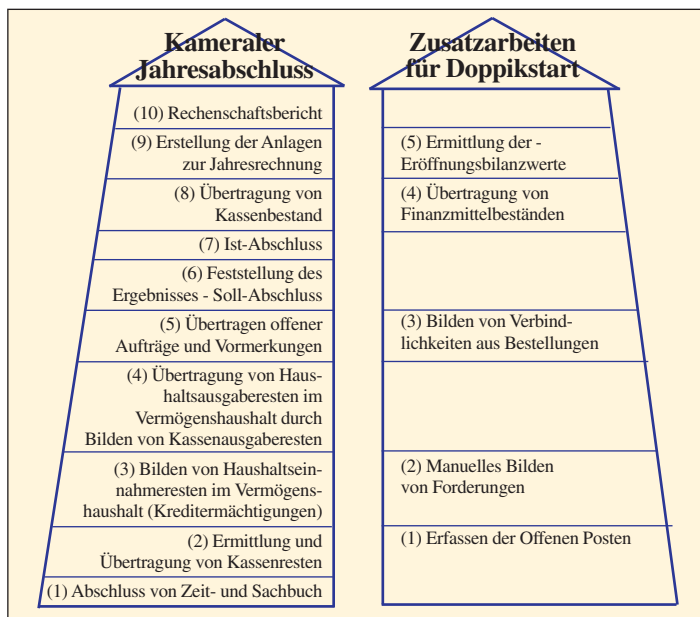 Kameraler
Jahresabschluss
(10) Rechenschaftsbericht
(9) Erstellung der Anlagen
zur Jahresrechnung
(8) Übertragung von
Kassenbestand
(7) Ist-Abschluss
(6) Feststellung des
Ergebnisses - Soll-Abschluss
(5) Übertragen offener
Aufträge und Vormerkungen
(4) Übertragung von Haus-
haltsausgaberesten im
Vermögenshaushalt durch
Bilden von Kassenausgaberesten
(3) Bilden von Haushaltsein-
nahmeresten im Vermögens-
haushalt (Kreditermächtigungen)
(2) Ermittlung und
Übertragung von Kassenresten
(1) Abschluss von Zeit- und Sachbuch
Zusatzarbeiten
für Doppikstart
(5) Ermittlung der -
Eröffnungsbilanzwerte
(4) Übertragung von
Finanzmittelbeständen
(3) Bilden von Verbind-
lichkeiten aus Bestellungen
(2) Manuelles Bilden
von Forderungen
(1) Erfassen der Offenen Posten